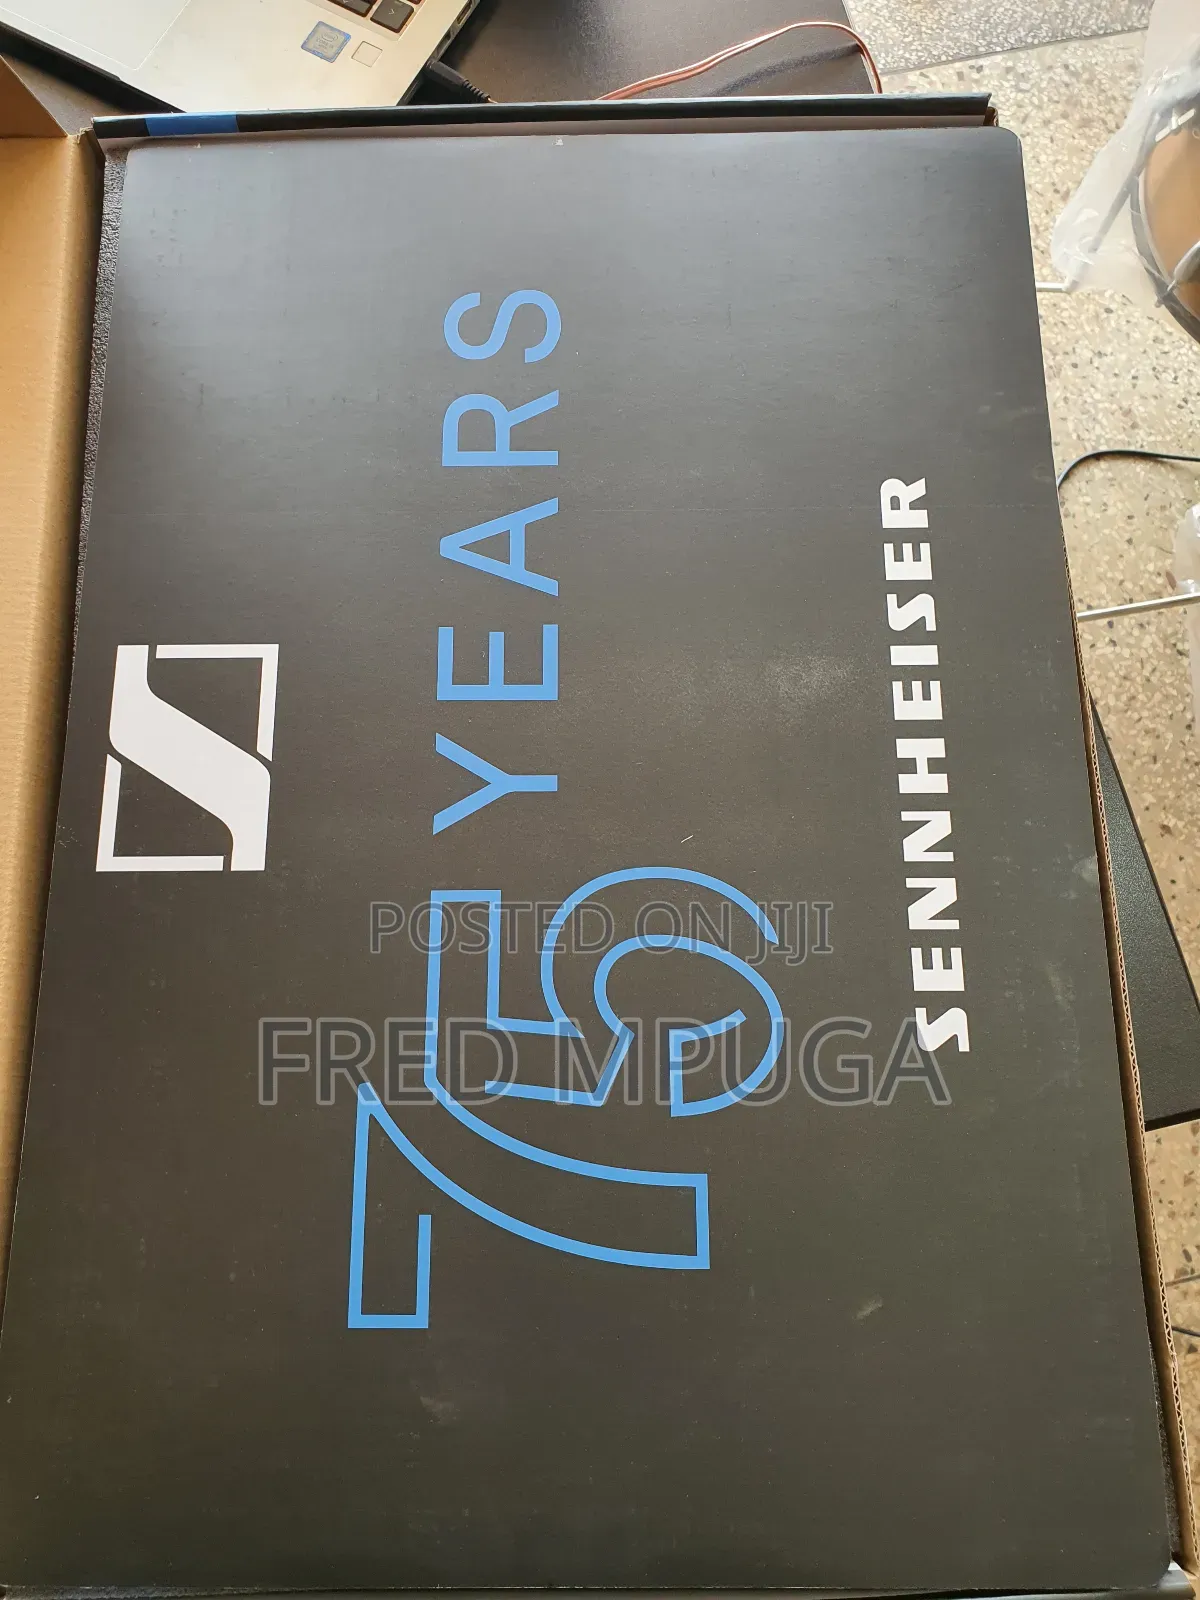 75 YEARS
SENNHEISER
POSTED ON JIJI
FRED MPUGA